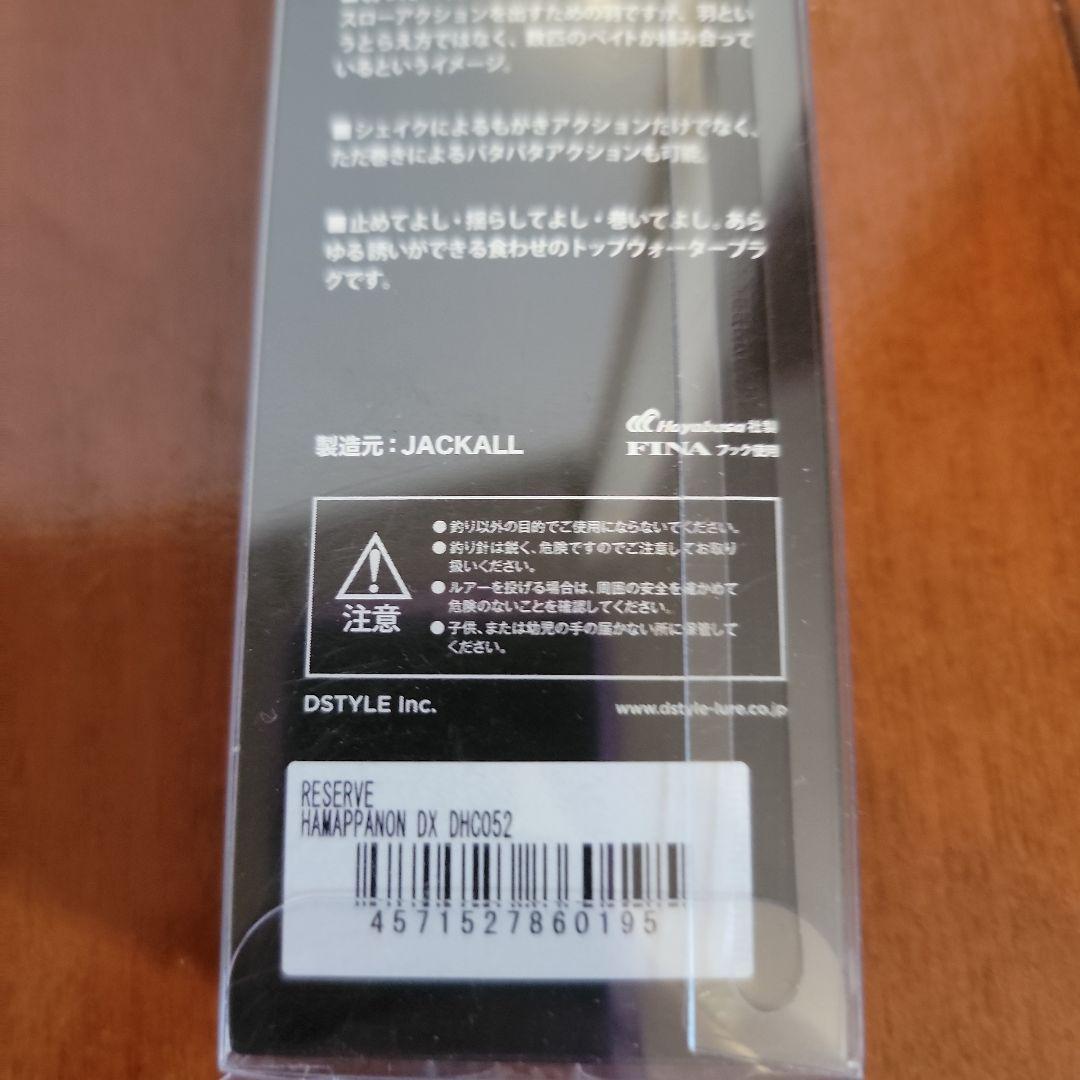 スローアクションを出すための羽ですが、羽とい
うとらえ方ではなく、数匹のベイトが絡み合って
いるというイメージ。
■シェイクによるもがきアクションだけでなく、
ただ巻きによるパタパタアクションも可能。
■止めてよし・揺らしてよし・巻いてよし。あら
ゆる誘いができる食わせのトップウォータープラ
グです。
製造元：JACKALL
Hayabusa社製
FINA フック使用
注意
●釣り以外の目的でご使用にならないでください。
●釣り針は鋭く、危険ですのでご注意してお取り
扱いください。
●ルアーを投げる場合は、周囲の安全を確かめて
危険のないことを確認してください。
●子供、または幼児の手の届かない所に保管して
ください。
DSTYLE Inc.
www.dstyle-lure.co.jp
RESERVE
HAMAPPANON DX DHC052
4571527860195